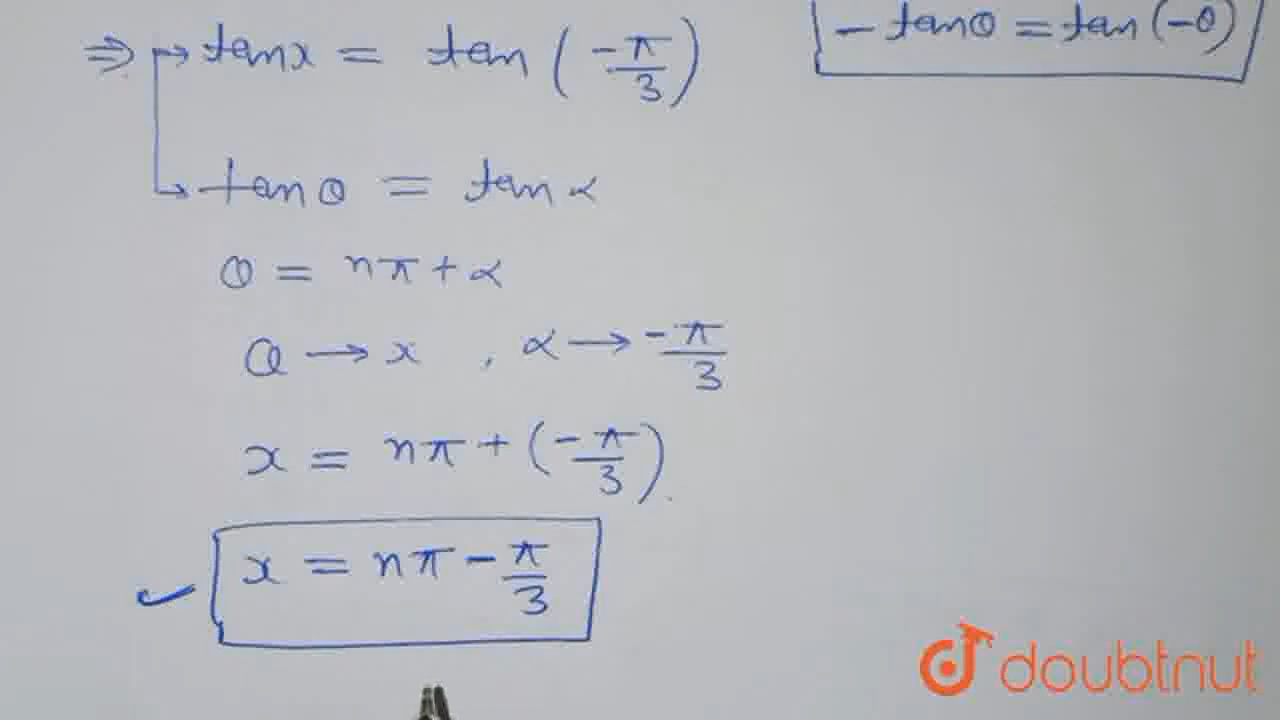 ⇒ → tanx = tan (-π/3)
- tanθ = tan (-θ)
→ tanθ = tanα
θ = nπ + α
θ → x , α → -π/3
x = nπ + (-π/3)
x = nπ - π/3
doubtnut